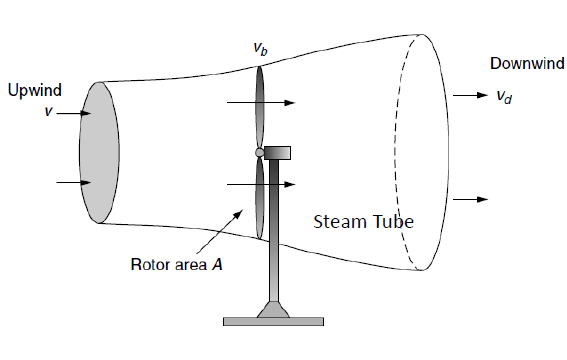 v_b
Downwind
v_d
Upwind
v
Steam Tube
Rotor area A